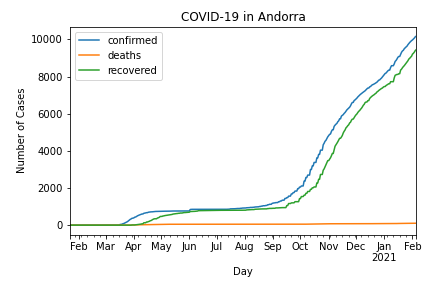 COVID-19 in Andorra
confirmed
deaths
recovered
Number of Cases
10000
8000
6000
4000
2000
0
Feb Mar Apr May Jun Jul Aug Sep Oct Nov Dec Jan Feb
2021
Day